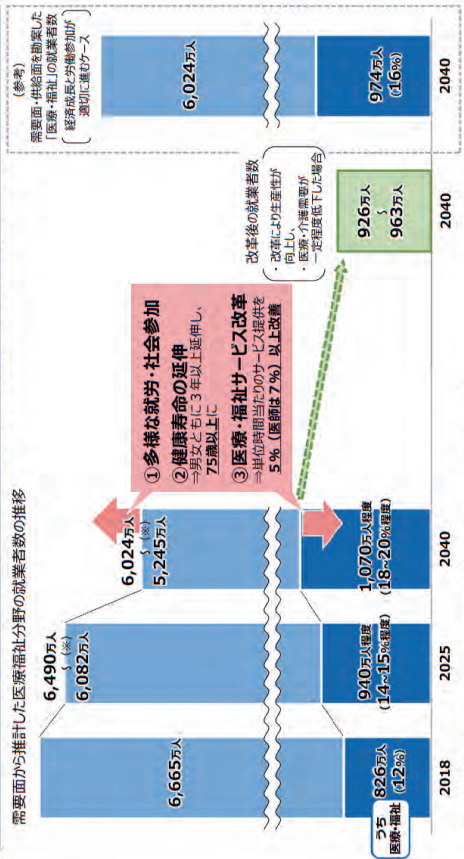 需要面から推計した医療福祉分野の就業者数の推移
6,665万人
うち
医療・福祉
826万人
(12%)
2018
6,490万人
~(※)
6,082万人
940万人程度
(14~15%程度)
2025
6,024万人
~(※)
5,245万人
1,070万人程度
(18~20%程度)
2040
①多様な就労・社会参加
②健康寿命の延伸
⇒男女ともに3年以上延伸し、
75歳以上に
③医療・福祉サービス改革
⇒単位時間当たりのサービス提供を
5%(医師は7%)以上改善
改革後の就業者数
・改革により生産性が
向上し、
・医療・介護需要が
一定程度低下した場合
926万人
~
963万人
2040
(参考)
需要面・供給面を勘案した
「医療・福祉」の就業者数
経済成長と労働参加が
適切に進むケース
6,024万人
974万人
(16%)
2040